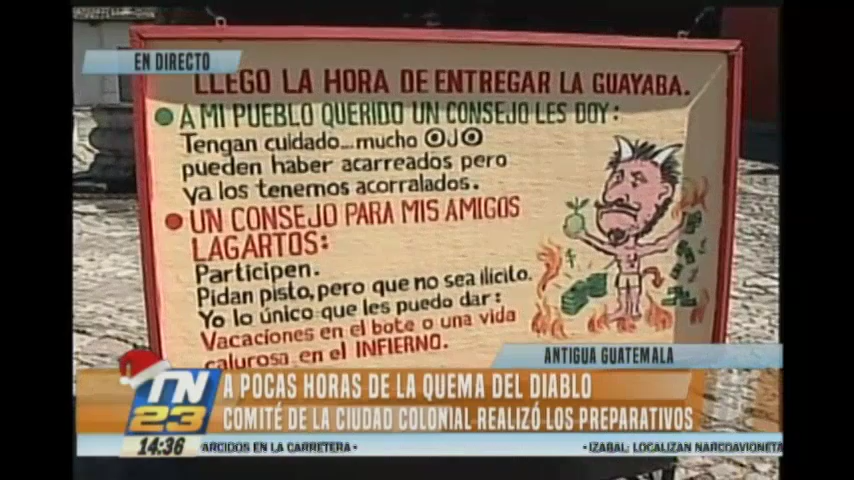 EN DIRECTO
LLEGO LA HORA DE ENTREGAR LA GUAYABA.
A MI PUEBLO QUERIDO UN CONSEJO LES DOY:
Tengan cuidado...mucho OJO
pueden haber acarreados pero
ya los tenemos acorralados.
UN CONSEJO PARA MIS AMIGOS
LAGARTOS:
Participen.
Pidan pisto, pero que no sea ilícito.
Yo lo único que les puedo dar:
Vacaciones en el bote o una vida
calurosa en el INFIERNO.
ANTIGUA GUATEMALA
TN
23
A POCAS HORAS DE LA QUEMA DEL DIABLO
COMITÉ DE LA CIUDAD COLONIAL REALIZÓ LOS PREPARATIVOS
14:36
ARCIDOS EN LA CARRETERA • • IZABAL: LOCALIZAN NARCOAVIONETA